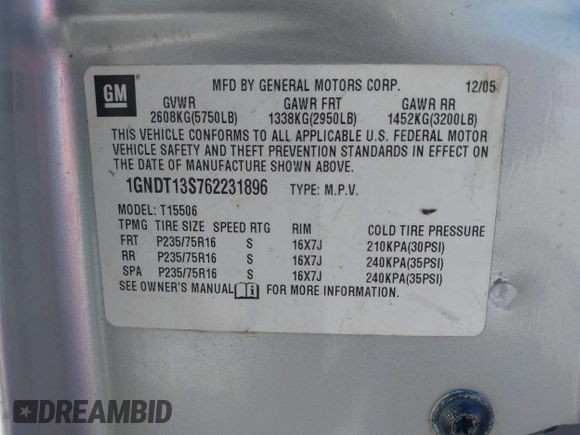 GM
MFD BY GENERAL MOTORS CORP. 12/05
GVWR GAWR FRT GAWR RR
2608KG(5750LB) 1338KG(2950LB) 1452KG(3200LB)
THIS VEHICLE CONFORMS TO ALL APPLICABLE U.S. FEDERAL MOTOR
VEHICLE SAFETY AND THEFT PREVENTION STANDARDS IN EFFECT ON
THE DATE OF MANUFACTURE SHOWN ABOVE.
1GNDT13S762231896 TYPE: M.P.V.
MODEL: T15506
TPMG TIRE SIZE SPEED RTG RIM COLD TIRE PRESSURE
FRT P235/75R16 S 16X7J 210KPA(30PSI)
RR P235/75R16 S 16X7J 240KPA(35PSI)
SPA P235/75R16 S 16X7J 240KPA(35PSI)
SEE OWNER'S MANUAL FOR MORE INFORMATION.
DREAMBID